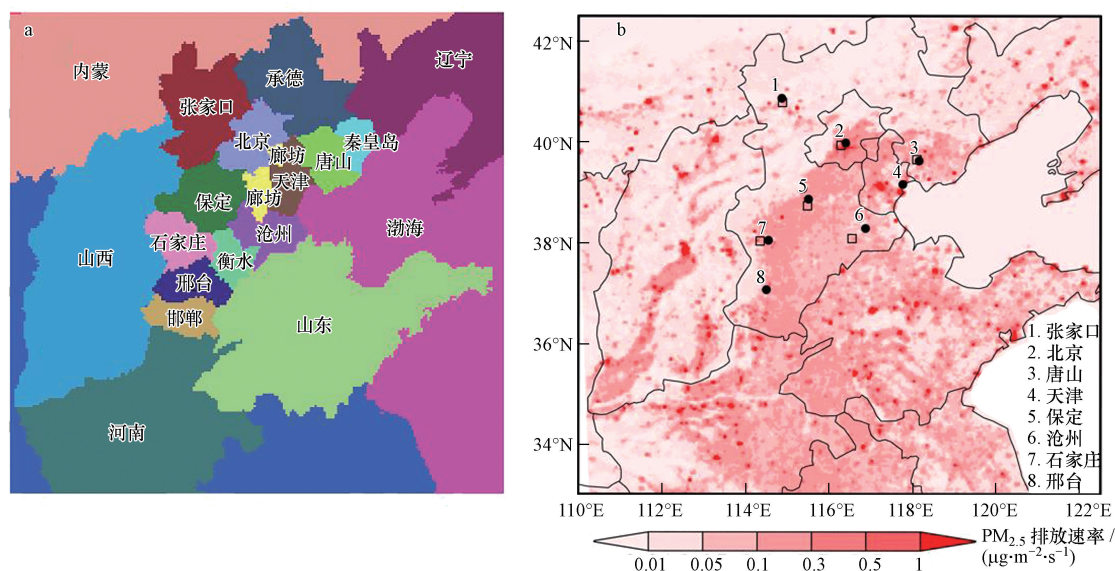 a
辽宁
内蒙
承德
张家口
北京
廊坊
秦皇岛
唐山
天津
廊坊
保定
沧州
渤海
石家庄
山西
衡水
邢台
邯郸
山东
河南
b
42°N
40°N
38°N
36°N
34°N
1
2
3
4
5
6
7
8
1. 张家口
2. 北京
3. 唐山
4. 天津
5. 保定
6. 沧州
7. 石家庄
8. 邢台
110°E 112°E 114°E 116°E 118°E 120°E 122°E
0.01 0.05 0.1 0.3 0.5 1
PM2.5 排放速率 /
(μg·m−2·s−1)